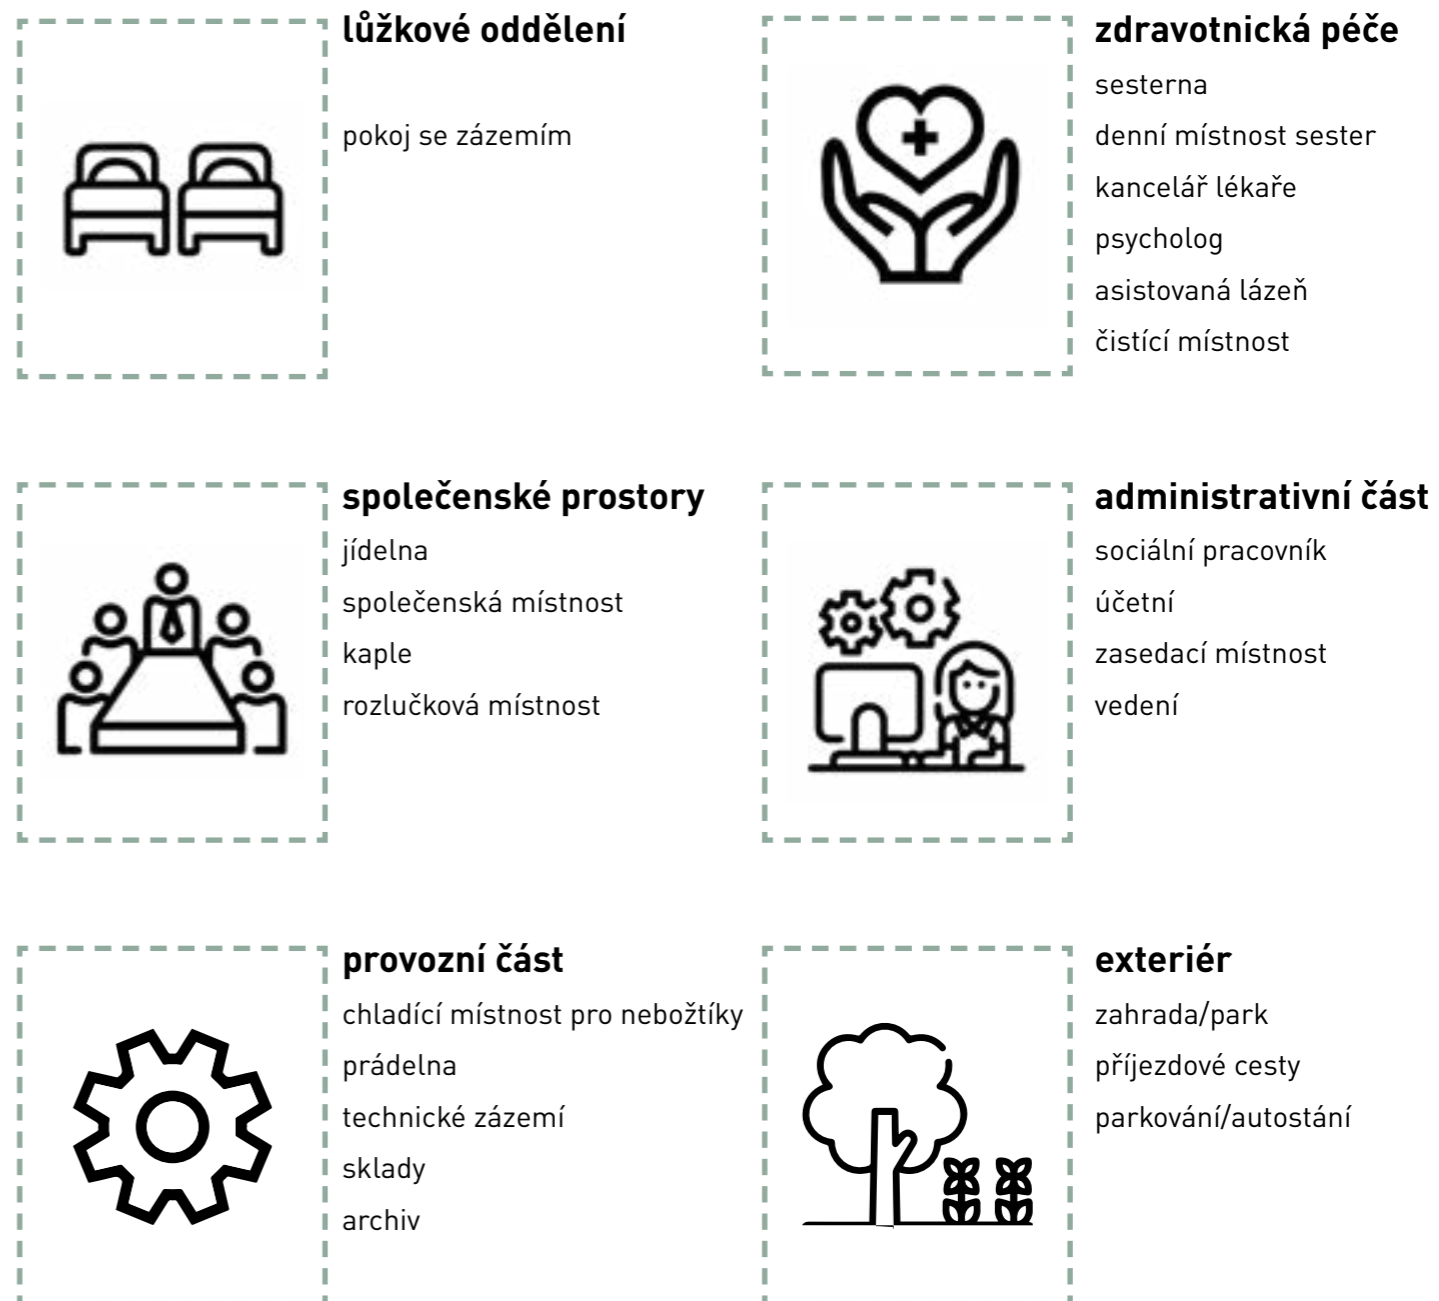 lůžkové oddělení
pokoj se zázemím
zdravotnická péče
sesterna
denní místnost sester
kancelář lékaře
psycholog
asistovaná lázeň
čistící místnost
společenské prostory
jídelna
společenská místnost
kaple
rozlučková místnost
administrativní část
sociální pracovník
účetní
zasedací místnost
vedení
provozní část
chladící místnost pro nebožtíky
prádelna
technické zázemí
sklady
archiv
exteriér
zahrada/park
příjezdové cesty
parkování/autostání